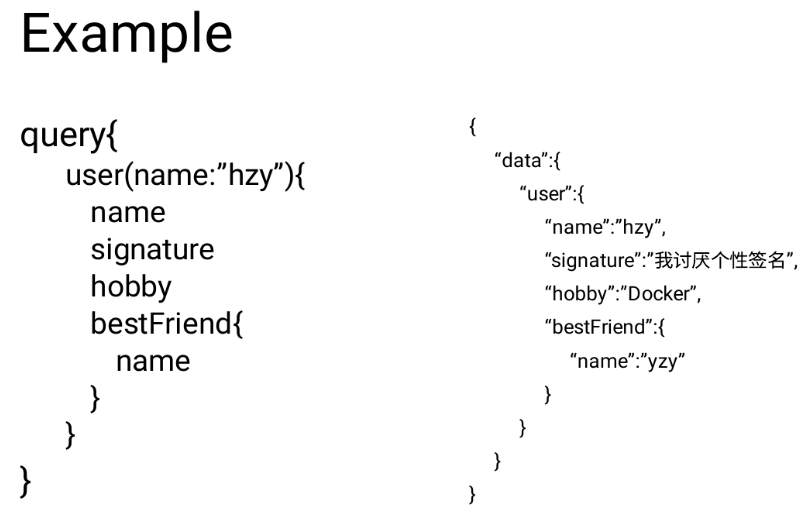 Example
query{
user(name:”hzy”){
name
signature
hobby
bestFriend{
name
}
}
}
{
“data”:{
“user”:{
“name”:”hzy”,
“signature”:”我讨厌个性签名”,
“hobby”:”Docker”,
“bestFriend”:{
“name”:”yzy”
}
}
}
}